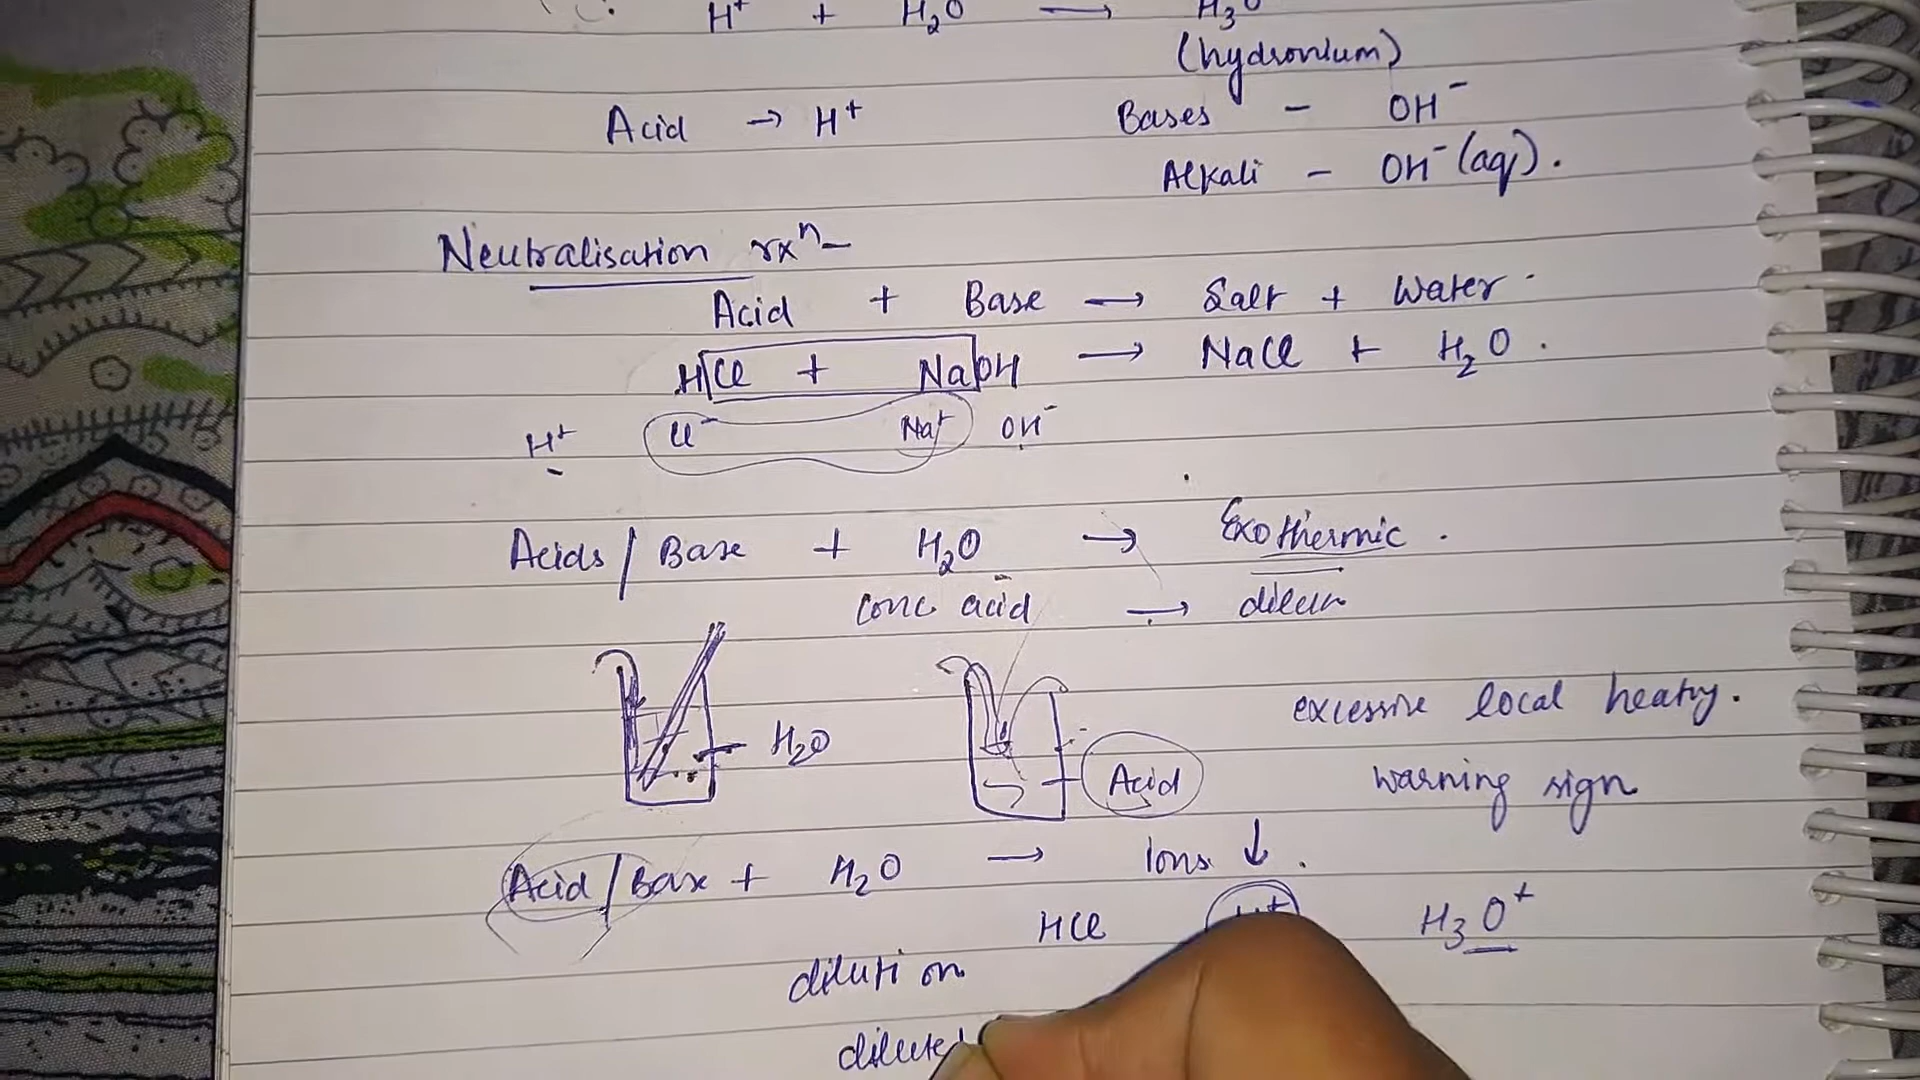 H⁺ + H₂O → H₃O
(hydronium)
Acid → H⁺ Bases - OH⁻
Alkali - OH⁻(aq).
Neutralisation rxⁿ-
Acid + Base → Salt + Water
HCl + NaOH → NaCl + H₂O.
H⁺ Cl⁻ Na⁺ OH⁻
Acids / Base + H₂O → Exothermic.
conc acid →
H₂O Acid excessive local heatng.
warning sign
Acid / Base + H₂O → Ions ↓.
HCl H₃O⁺
dilution
diluted